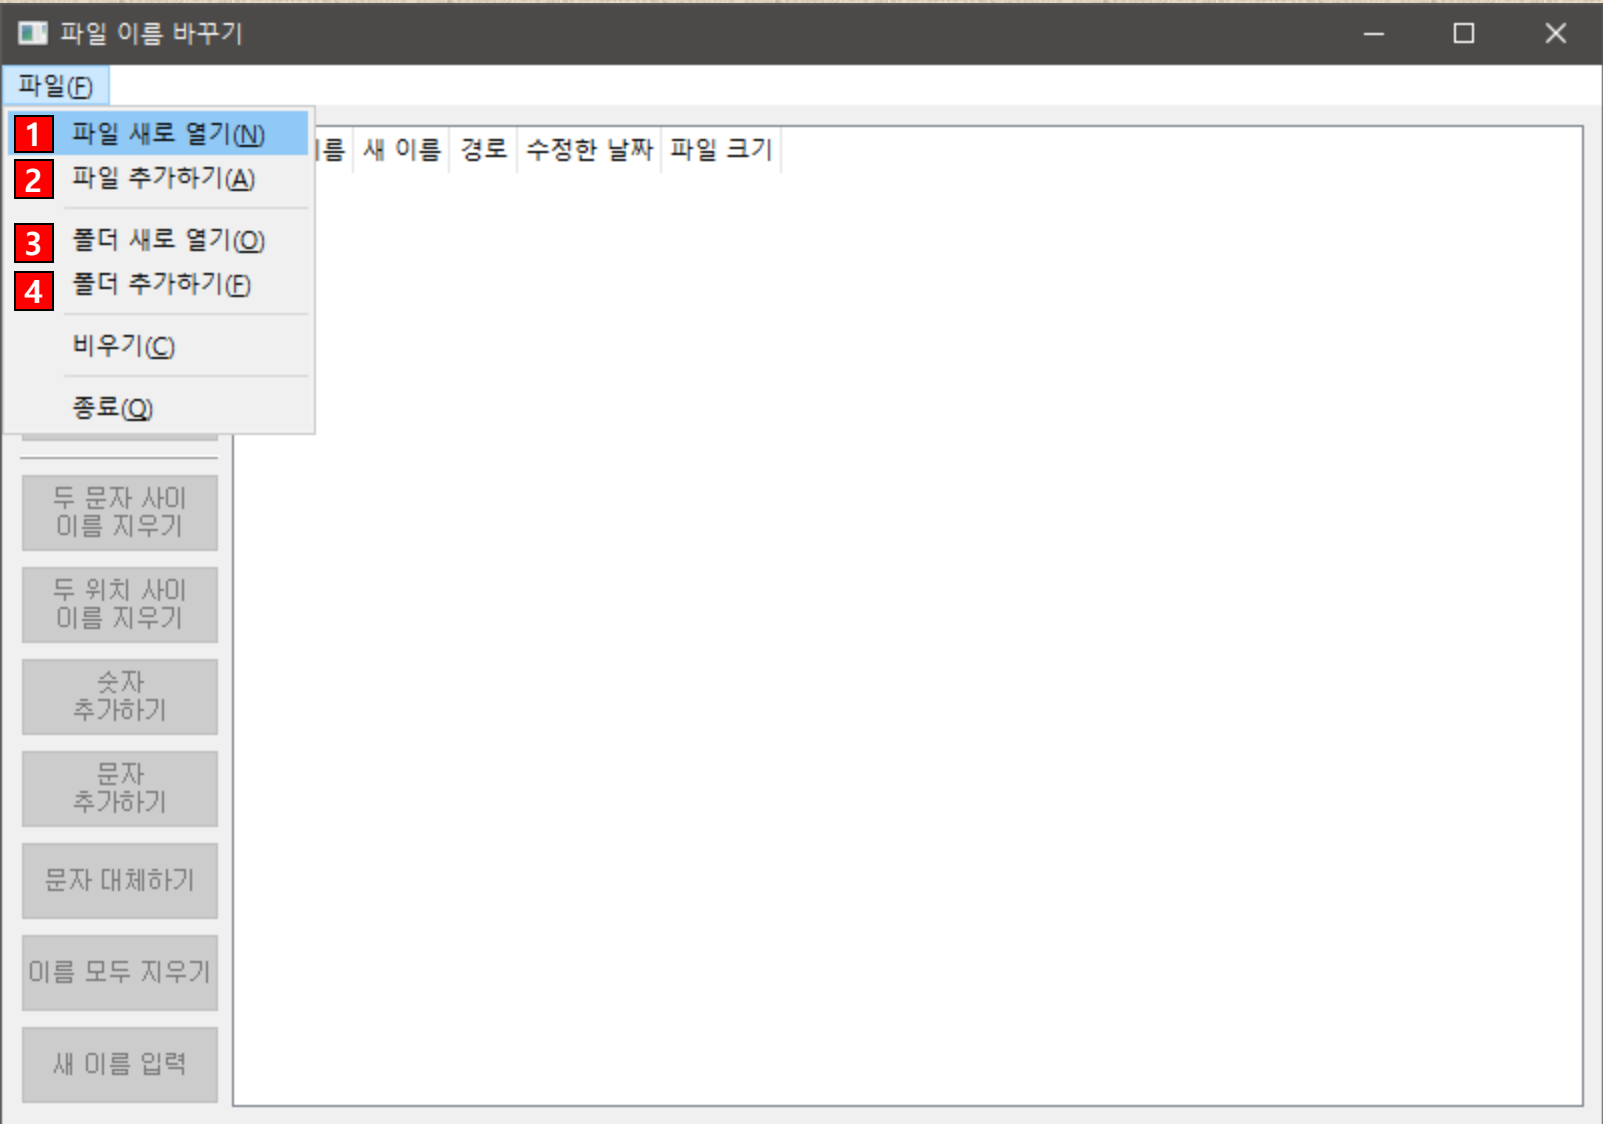 파일 이름 바꾸기
파일(F)
1 파일 새로 열기(N)
2 파일 추가하기(A)
3 폴더 새로 열기(O)
4 폴더 추가하기(F)
비우기(C)
종료(Q)
름 새 이름 경로 수정한 날짜 파일 크기
두 문자 사이
이름 지우기
두 위치 사이
이름 지우기
숫자
추가하기
문자
추가하기
문자 대체하기
이름 모두 지우기
새 이름 입력